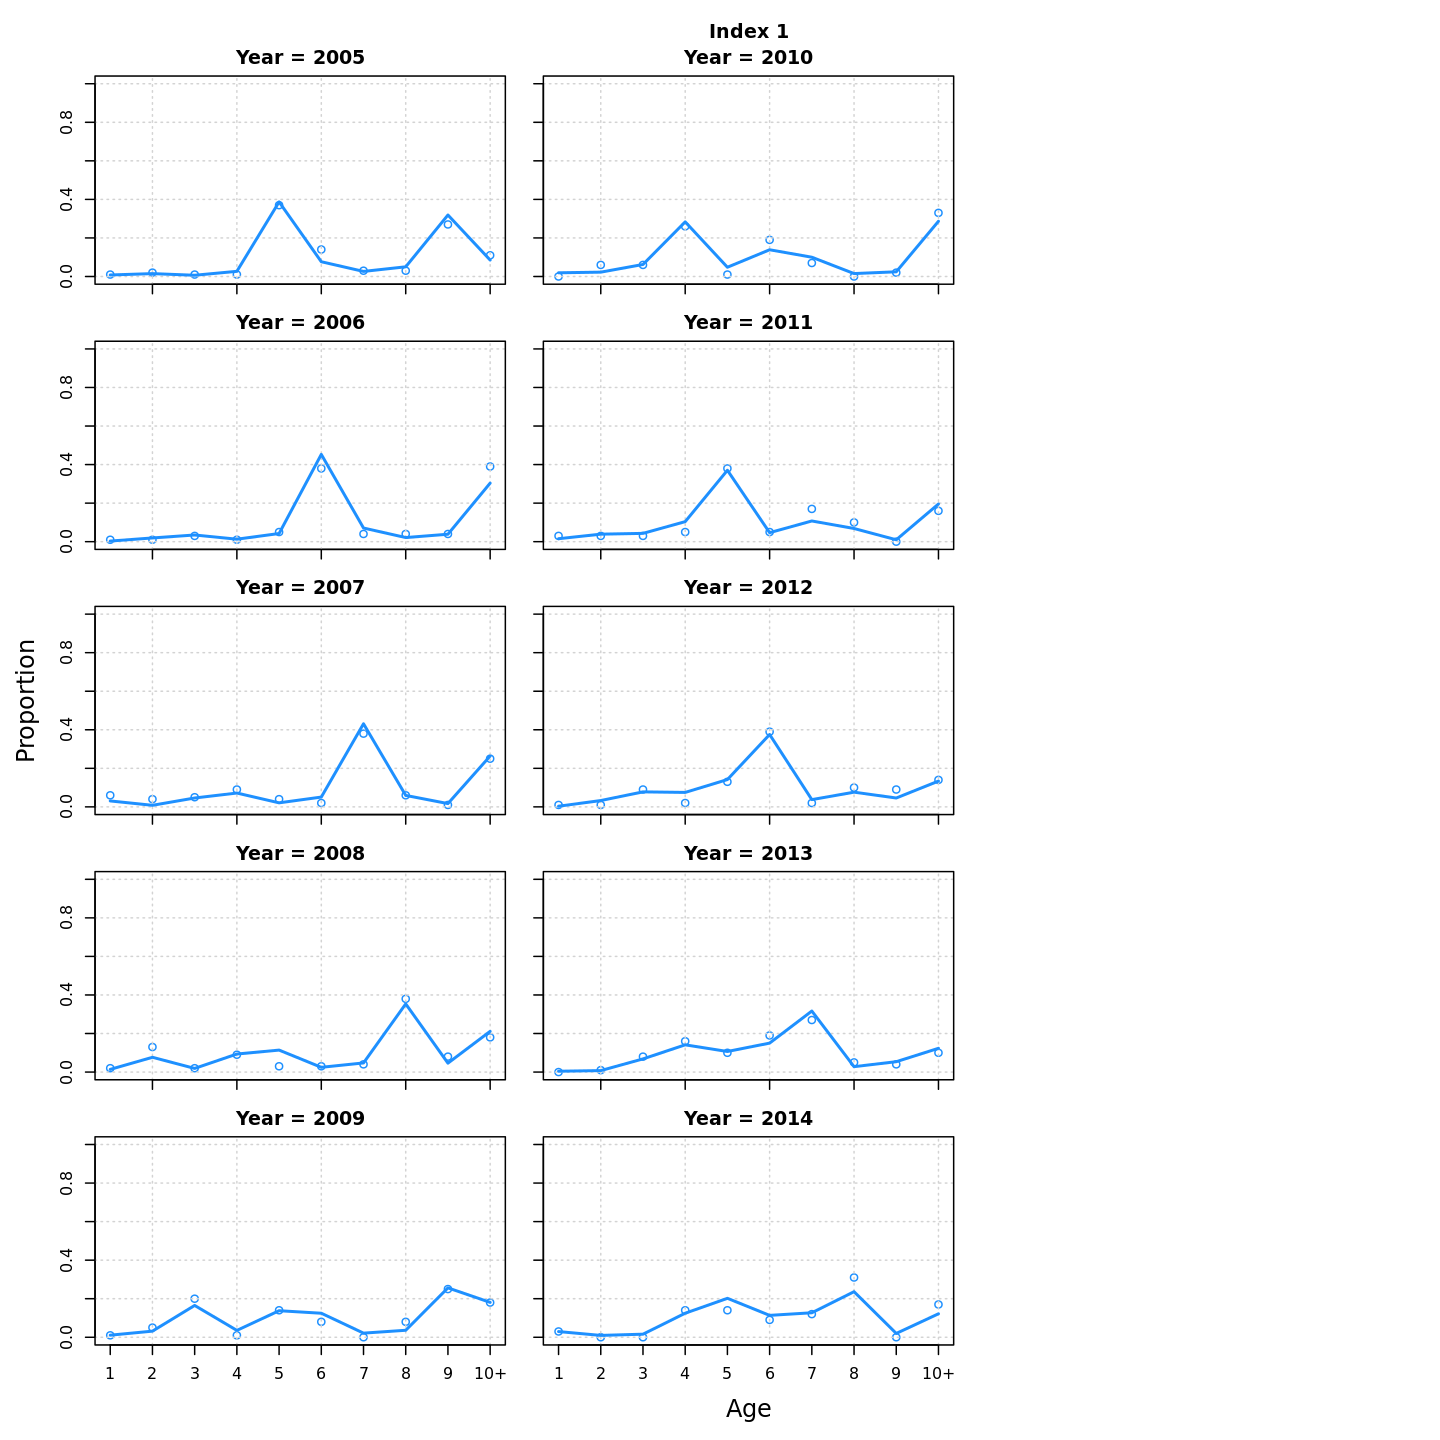 Index 1
Year = 2005
Year = 2010
0.8
0.4
0.0
Year = 2006
Year = 2011
0.8
0.4
0.0
Year = 2007
Year = 2012
0.8
0.4
0.0
Proportion
Year = 2008
Year = 2013
0.8
0.4
0.0
Year = 2009
Year = 2014
0.8
0.4
0.0
1 2 3 4 5 6 7 8 9 10+
1 2 3 4 5 6 7 8 9 10+
Age